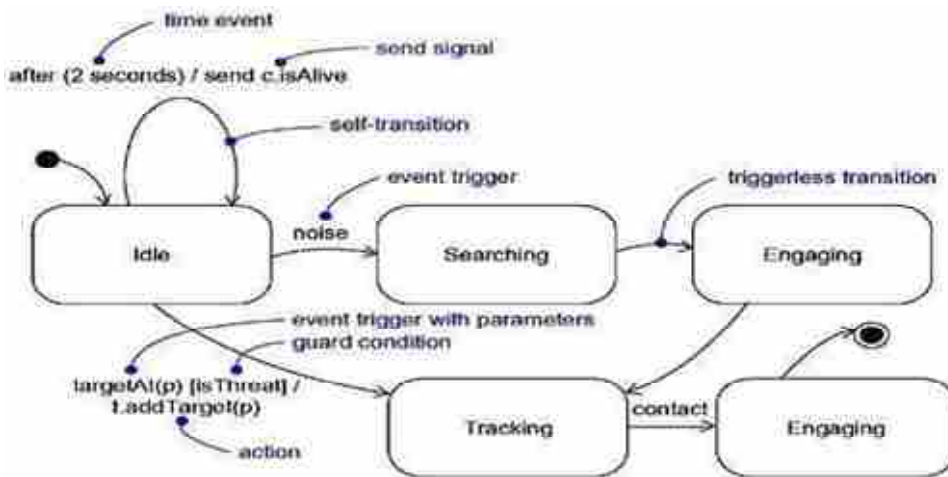 time event
send signal
after (2 seconds) / send c.isAlive
self-transition
event trigger
triggerless transition
noise
Idle
Searching
Engaging
event trigger with parameters
guard condition
targetAt(p) [isThreat] /
t.addTarget(p)
contact
Tracking
Engaging
action